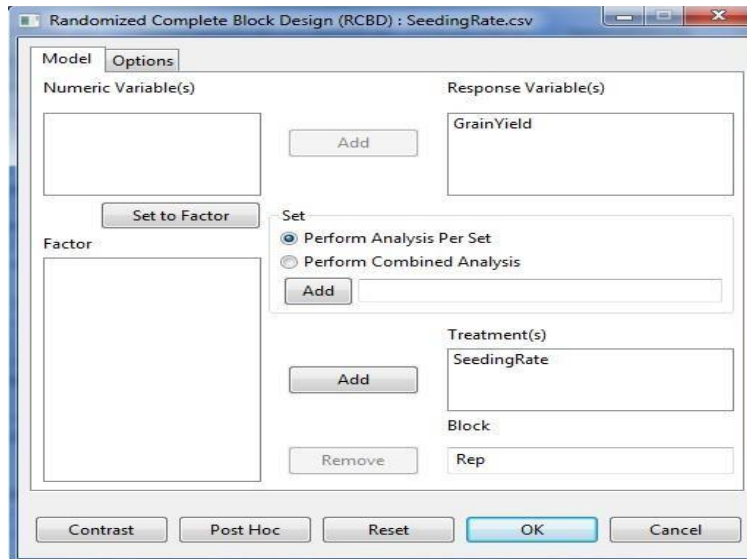 Randomized Complete Block Design (RCBD) : SeedingRate.csv
Model Options
Numeric Variable(s)
Response Variable(s)
GrainYield
Add
Set to Factor
Set
Perform Analysis Per Set
Perform Combined Analysis
Add
Factor
Treatment(s)
SeedingRate
Add
Block
Remove
Rep
Contrast Post Hoc Reset OK Cancel